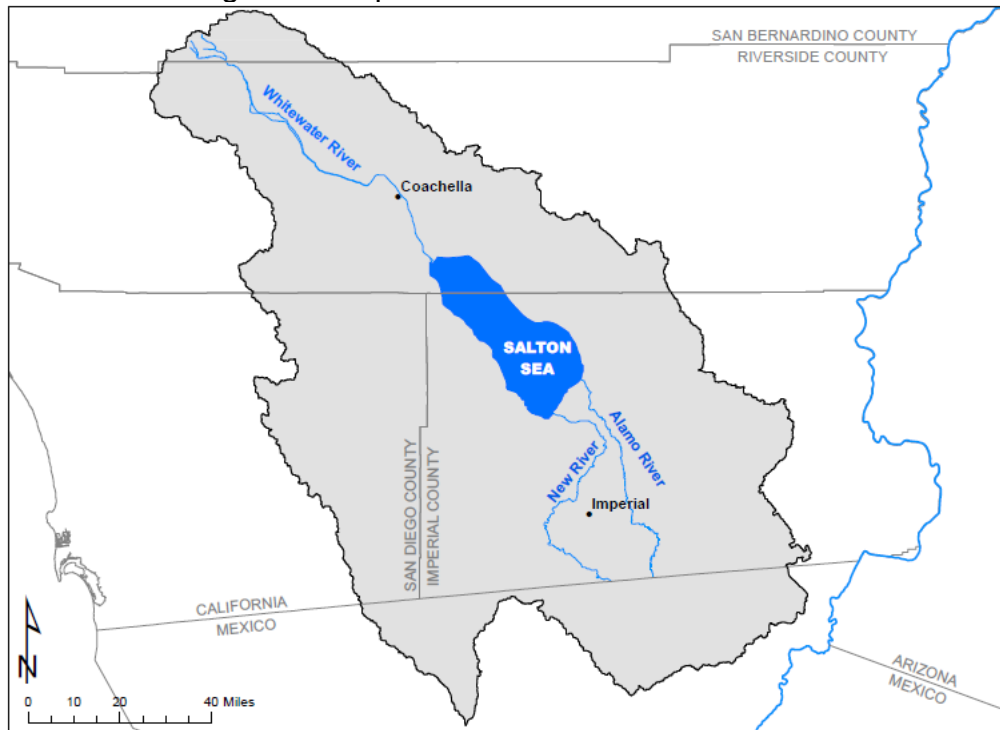 SAN BERNARDINO COUNTY
RIVERSIDE COUNTY
Whitewater River
Coachella
SALTON
SEA
Alamo River
New River
Imperial
SAN DIEGO COUNTY
IMPERIAL COUNTY
CALIFORNIA
MEXICO
ARIZONA
MEXICO
N
0 10 20 40 Miles